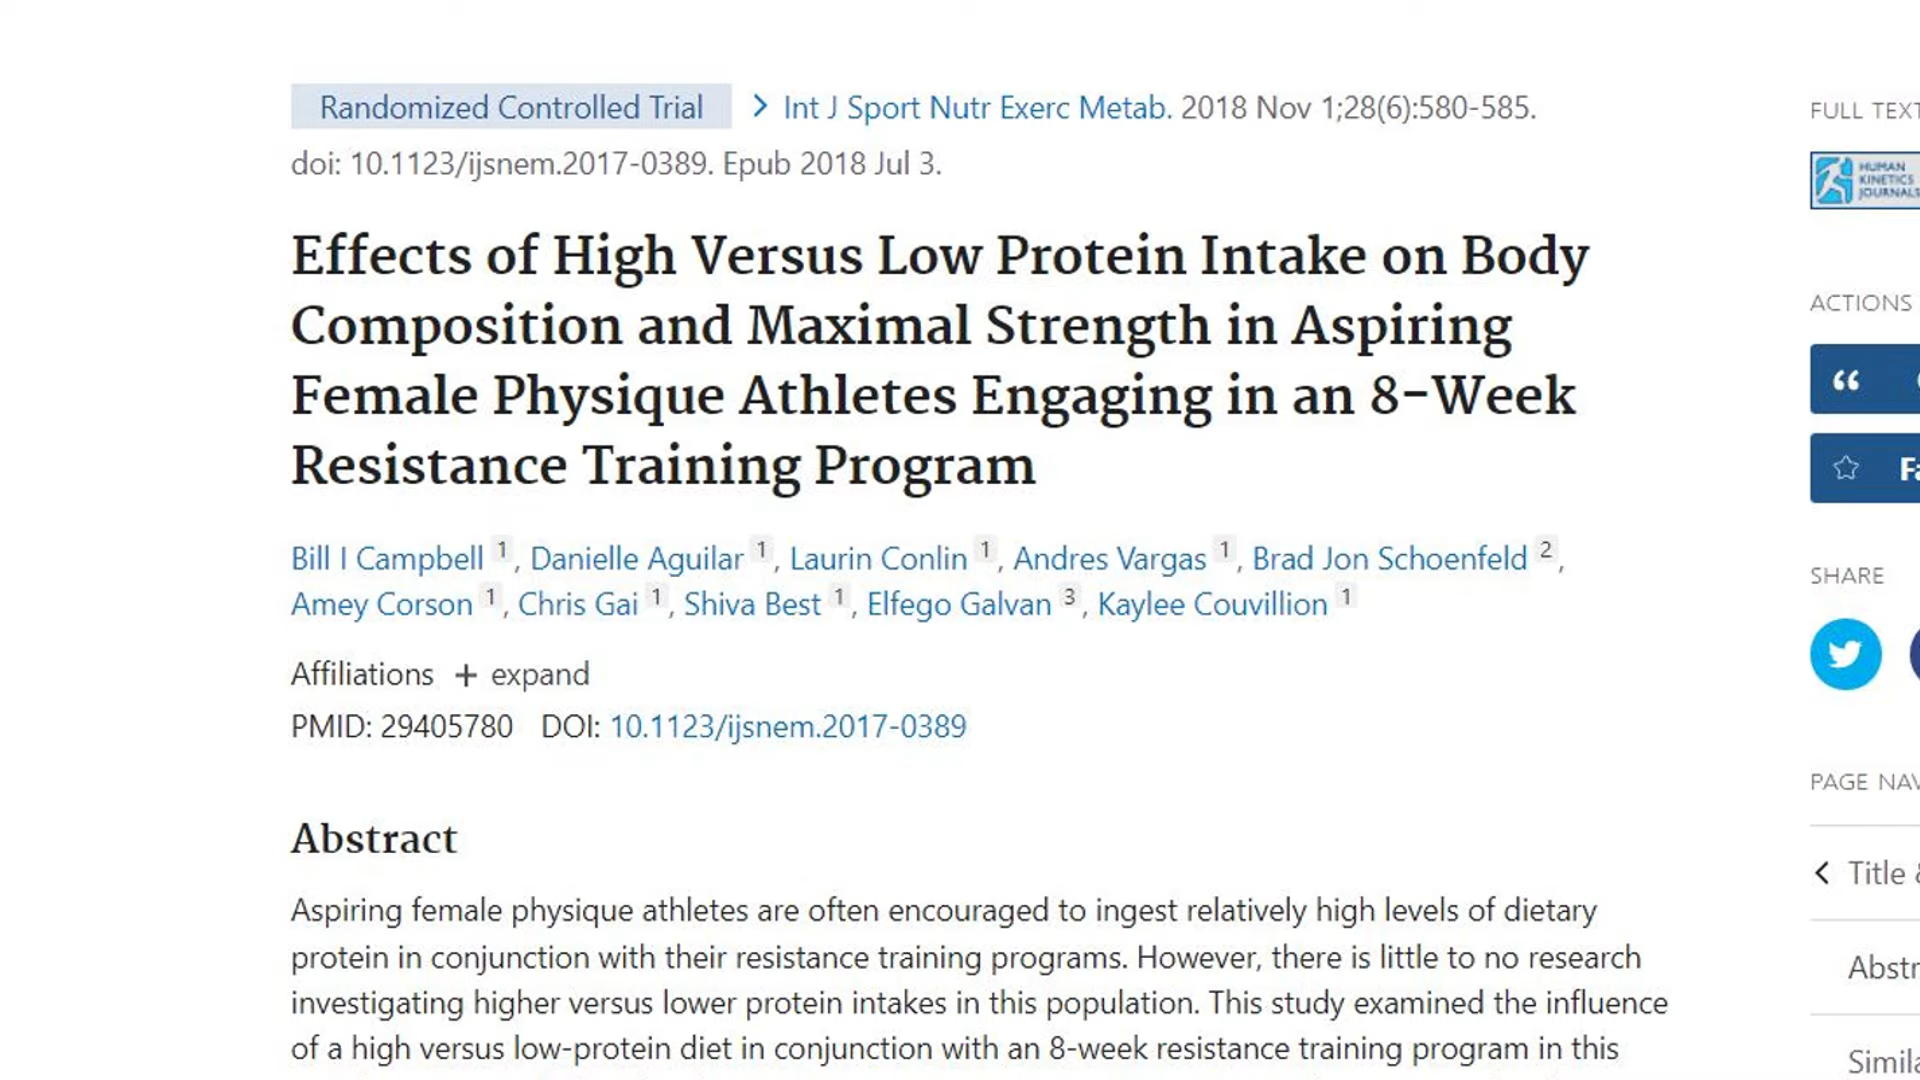 Randomized Controlled Trial > Int J Sport Nutr Exerc Metab. 2018 Nov 1;28(6):580-585.
doi: 10.1123/ijsnem.2017-0389. Epub 2018 Jul 3.
Effects of High Versus Low Protein Intake on Body
Composition and Maximal Strength in Aspiring
Female Physique Athletes Engaging in an 8-Week
Resistance Training Program
Bill I Campbell 1, Danielle Aguilar 1, Laurin Conlin 1, Andres Vargas 1, Brad Jon Schoenfeld 2,
Amey Corson 1, Chris Gai 1, Shiva Best 1, Elfego Galvan 3, Kaylee Couvillion 1
Affiliations + expand
PMID: 29405780 DOI: 10.1123/ijsnem.2017-0389
Abstract
Aspiring female physique athletes are often encouraged to ingest relatively high levels of dietary
protein in conjunction with their resistance training programs. However, there is little to no research
investigating higher versus lower protein intakes in this population. This study examined the influence
of a high versus low-protein diet in conjunction with an 8-week resistance training program in this
FULL TEXT
HUMAN
KINETICS
JOURNALS
ACTIONS
SHARE
PAGE NAV
Title &
Abstr
Simila